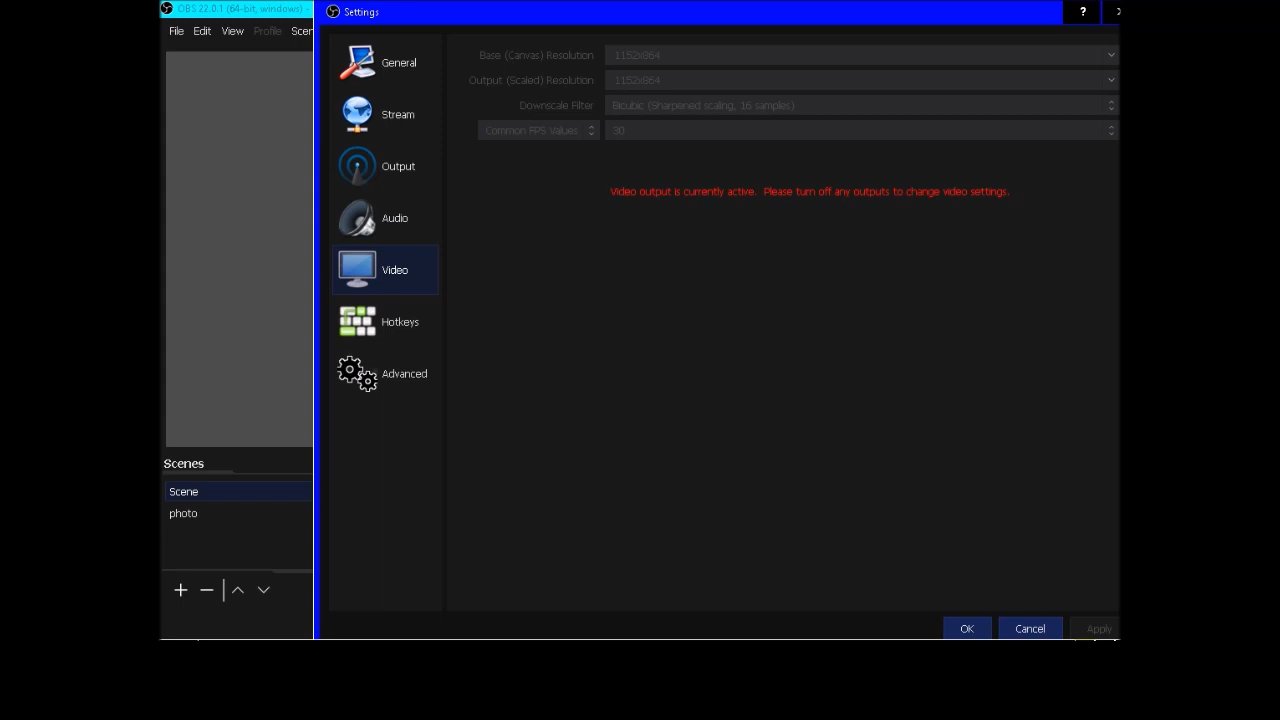 OBS 22.0.1 (64-bit, windows) -
Settings
?
File Edit View Profile Scen
General
Stream
Output
Audio
Video
Hotkeys
Advanced
Base (Canvas) Resolution 1152x864
Output (Scaled) Resolution 1152x864
Downscale Filter Bicubic (Sharpened scaling, 16 samples)
Common FPS Values 30
Video output is currently active. Please turn off any outputs to change video settings.
Scenes
Scene
photo
OK Cancel Apply